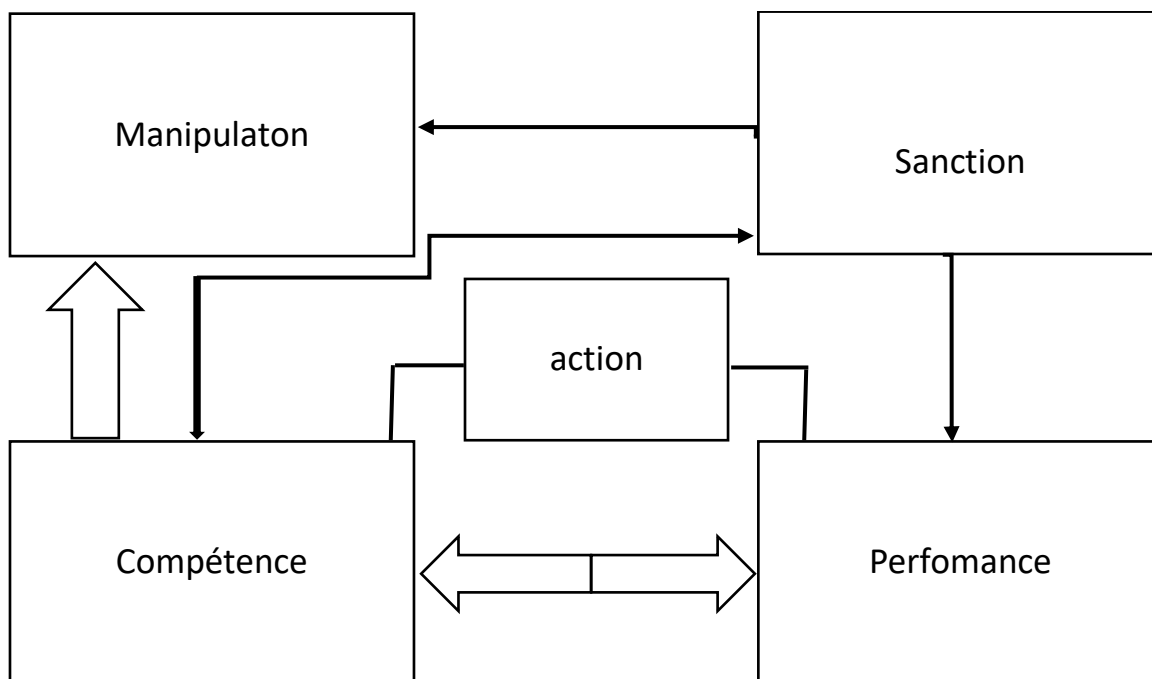 Manipulaton
Sanction
action
Compétence
Perfomance